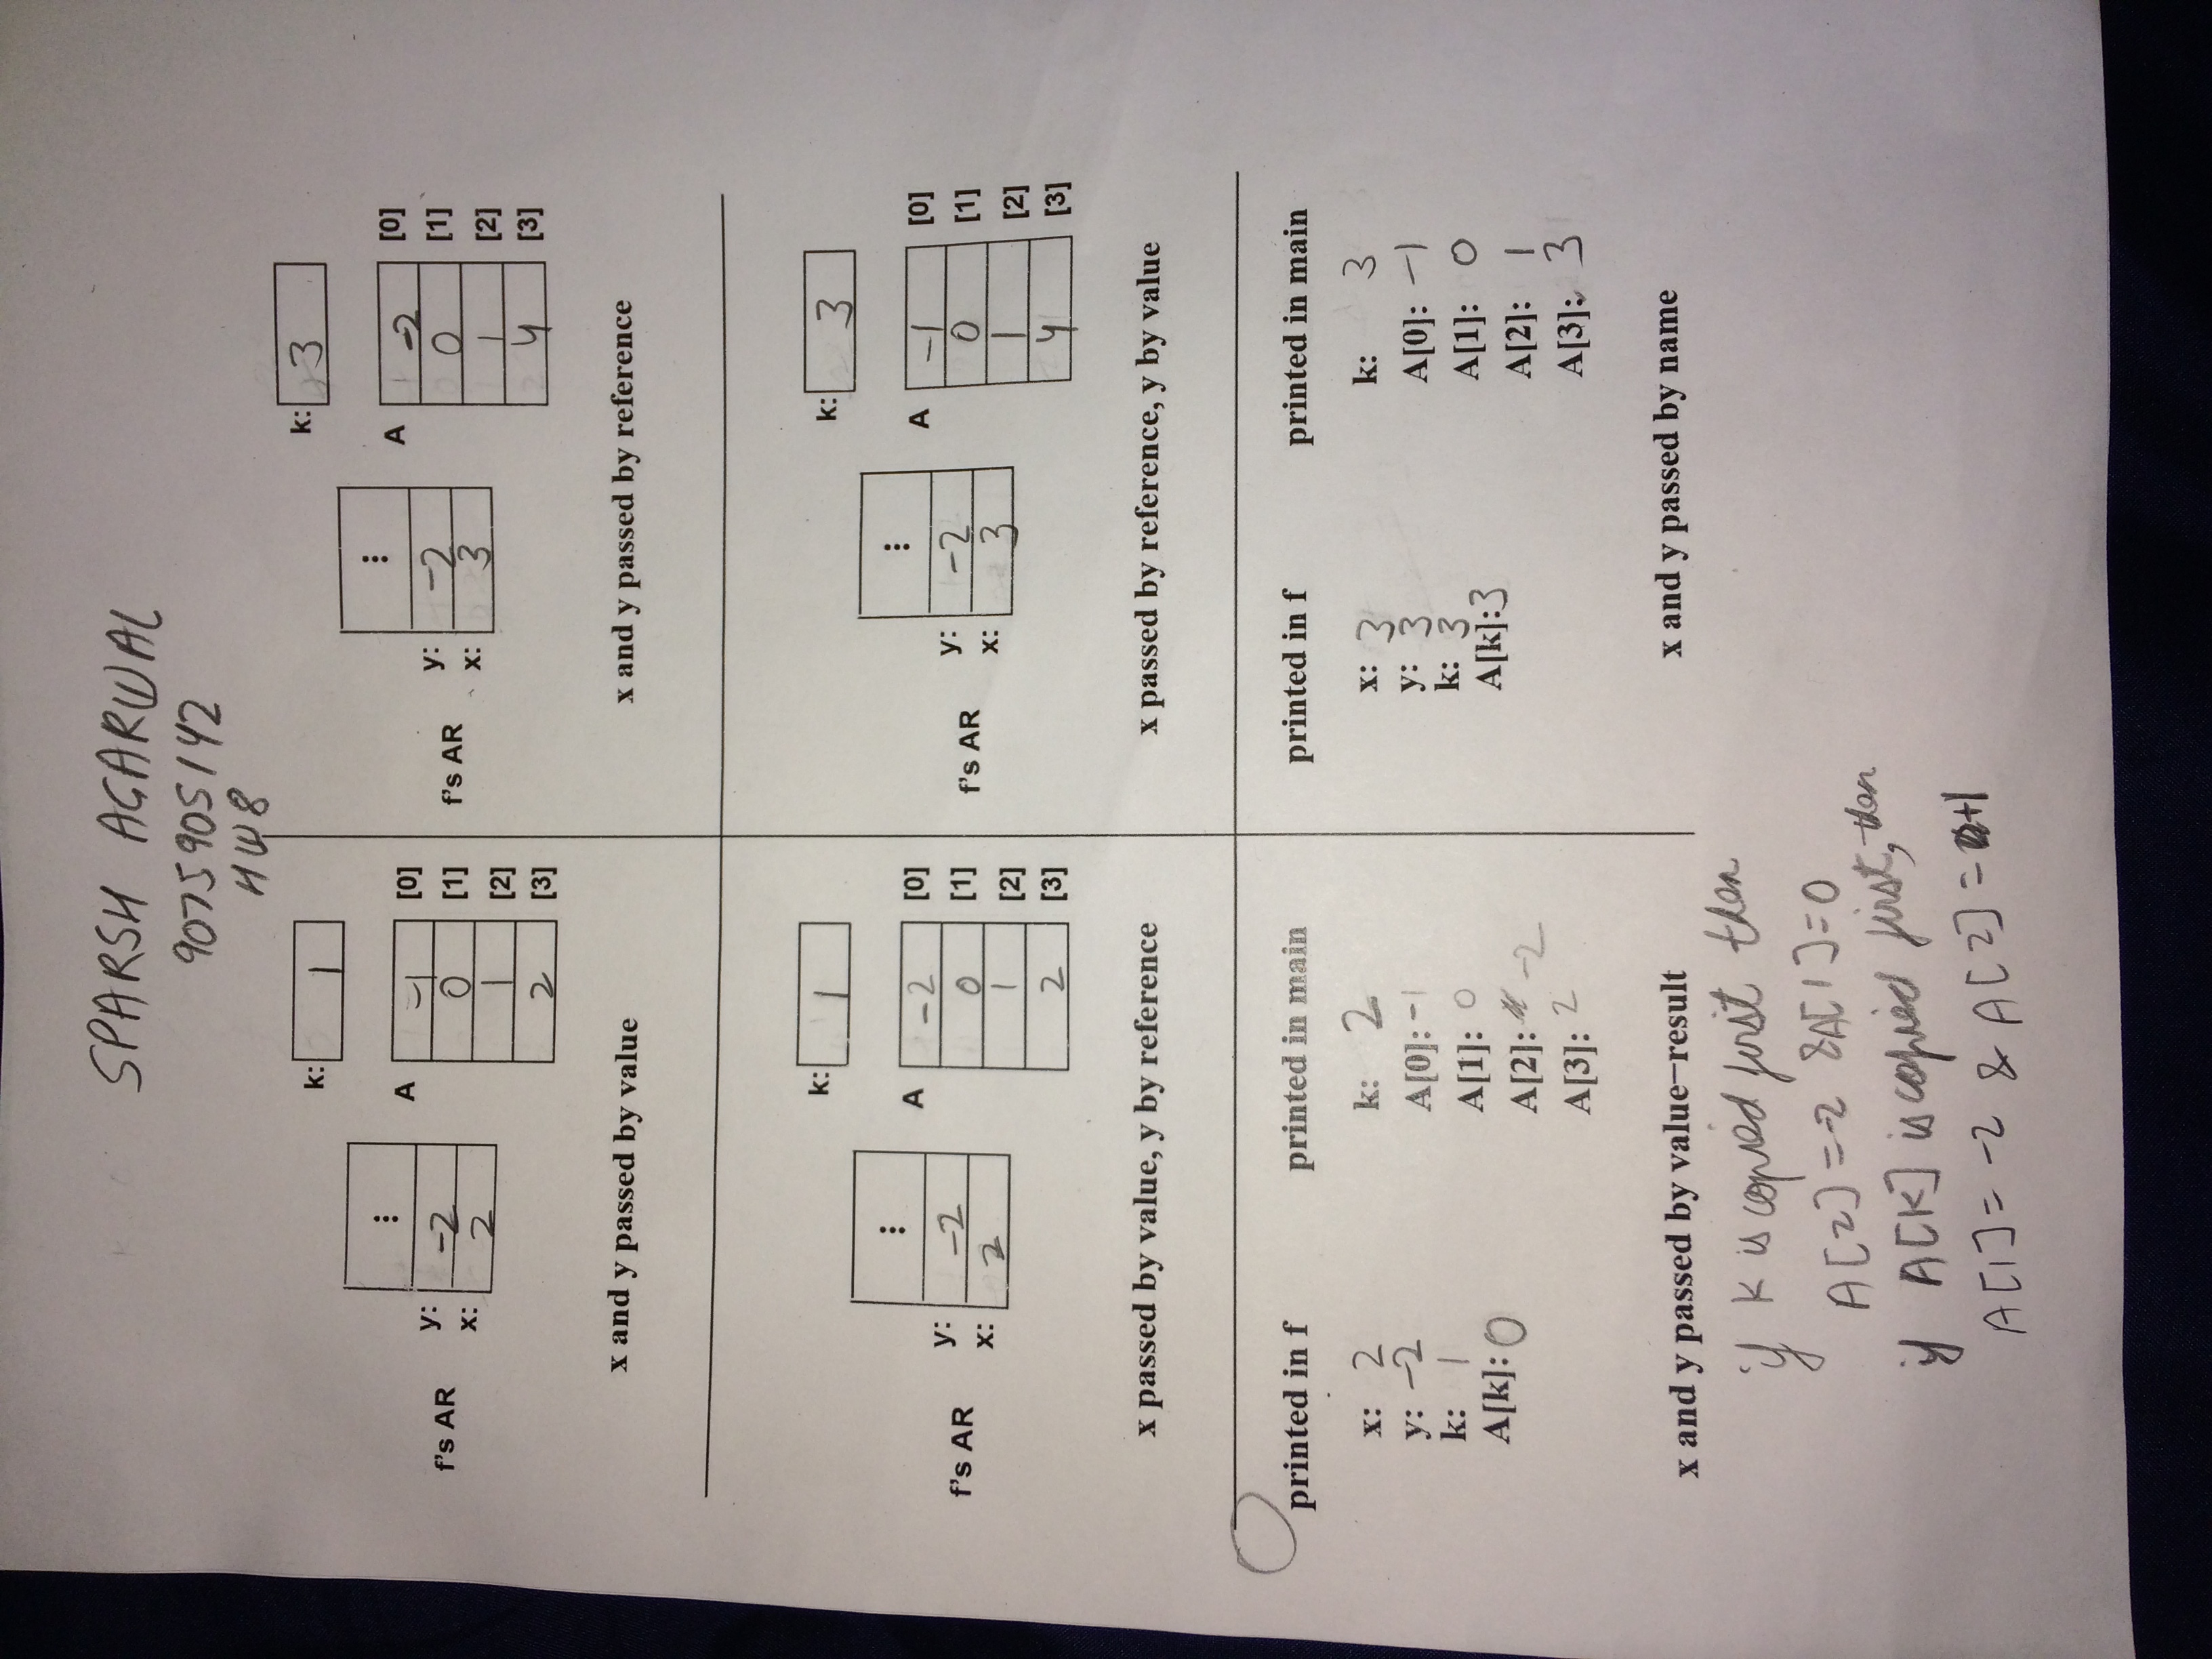 SPARSH AGARWAL
9075905142
HW8
k: 1
A -1 [0]
y: -2
f's AR
0 [1]
x: 2
1 [2]
2 [3]
x and y passed by value
k: 3
A -2 [0]
y: -2
f's AR
0 [1]
x: 3
1 [2]
4 [3]
x and y passed by reference
k: 1
A -2 [0]
y: -2
f's AR
0 [1]
x: 2
1 [2]
2 [3]
x passed by value, y by reference
k: 3
A -1 [0]
y: -2
f's AR
0 [1]
x: 3
1 [2]
4 [3]
x passed by reference, y by value
printed in f
x: 2
y: -2
k: 1
A[k]: 0
printed in main
k: 2
A[0]: -1
A[1]: 0
A[2]: -2
A[3]: 2
x and y passed by value-result
if K is copied first then
A[2]=-2 & A[1]=0
if A[K] is copied first, then
A[1]= -2 & A[2]= +1
printed in f
x: 3
y: 3
k: 3
A[k]: 3
printed in main
k: 3
A[0]: -1
A[1]: 0
A[2]: 1
A[3]: 3
x and y passed by name